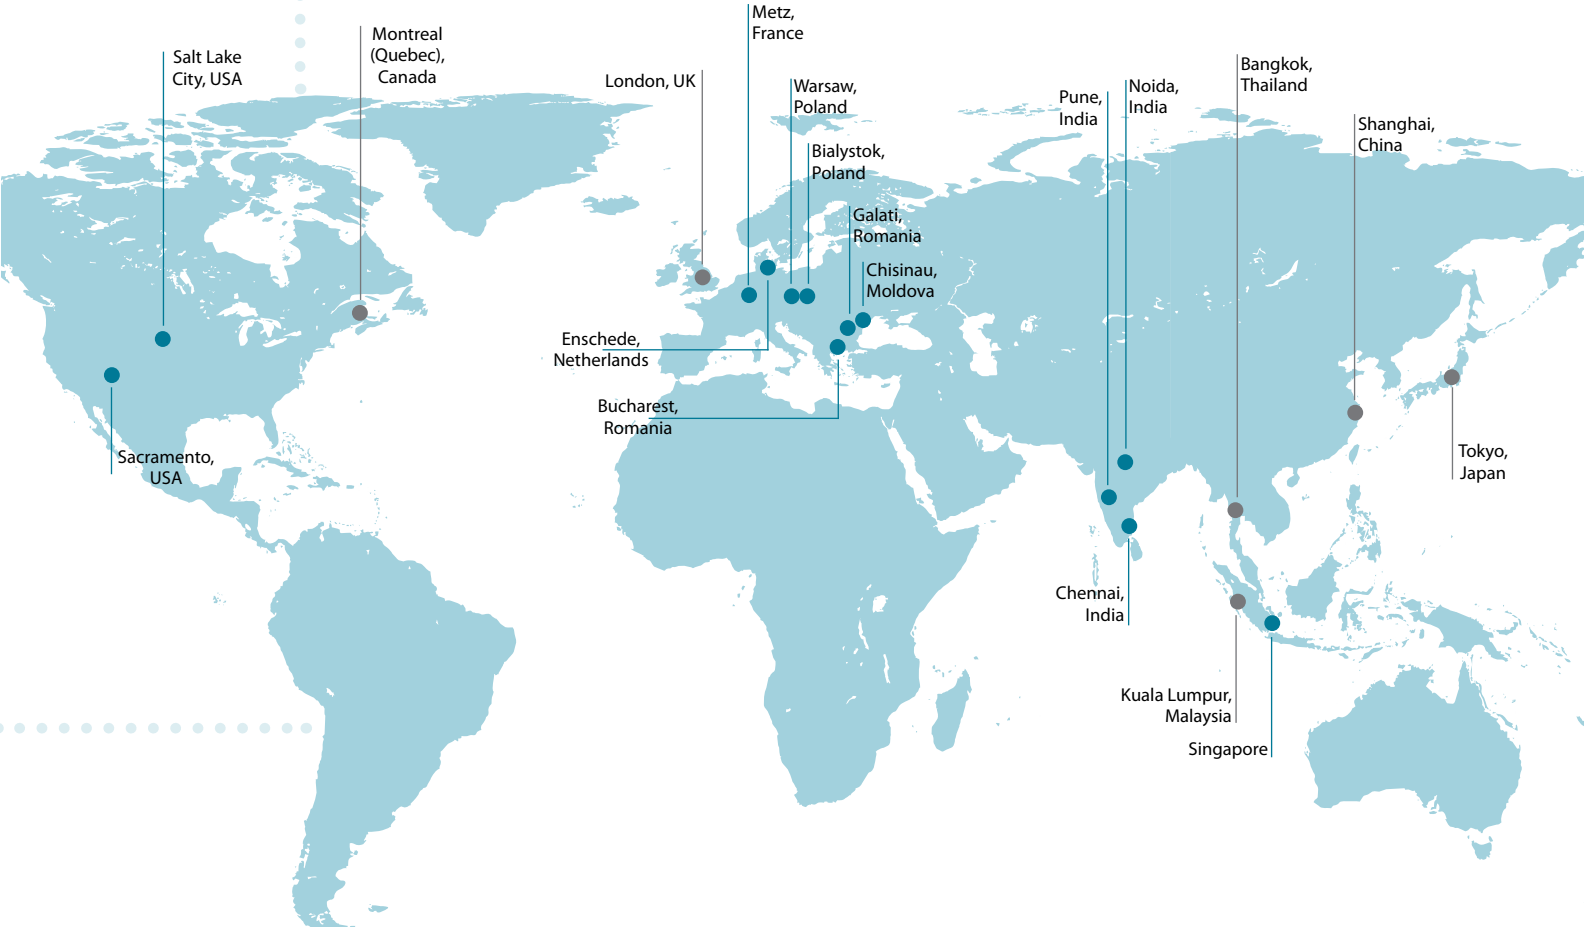 Metz,
France
Montreal
(Quebec),
Canada
Salt Lake
City, USA
London, UK
Warsaw,
Poland
Pune,
India
Noida,
India
Bangkok,
Thailand
Shanghai,
China
Bialystok,
Poland
Galati,
Romania
Chisinau,
Moldova
Enschede,
Netherlands
Bucharest,
Romania
Sacramento,
USA
Tokyo,
Japan
Chennai,
India
Kuala Lumpur,
Malaysia
Singapore